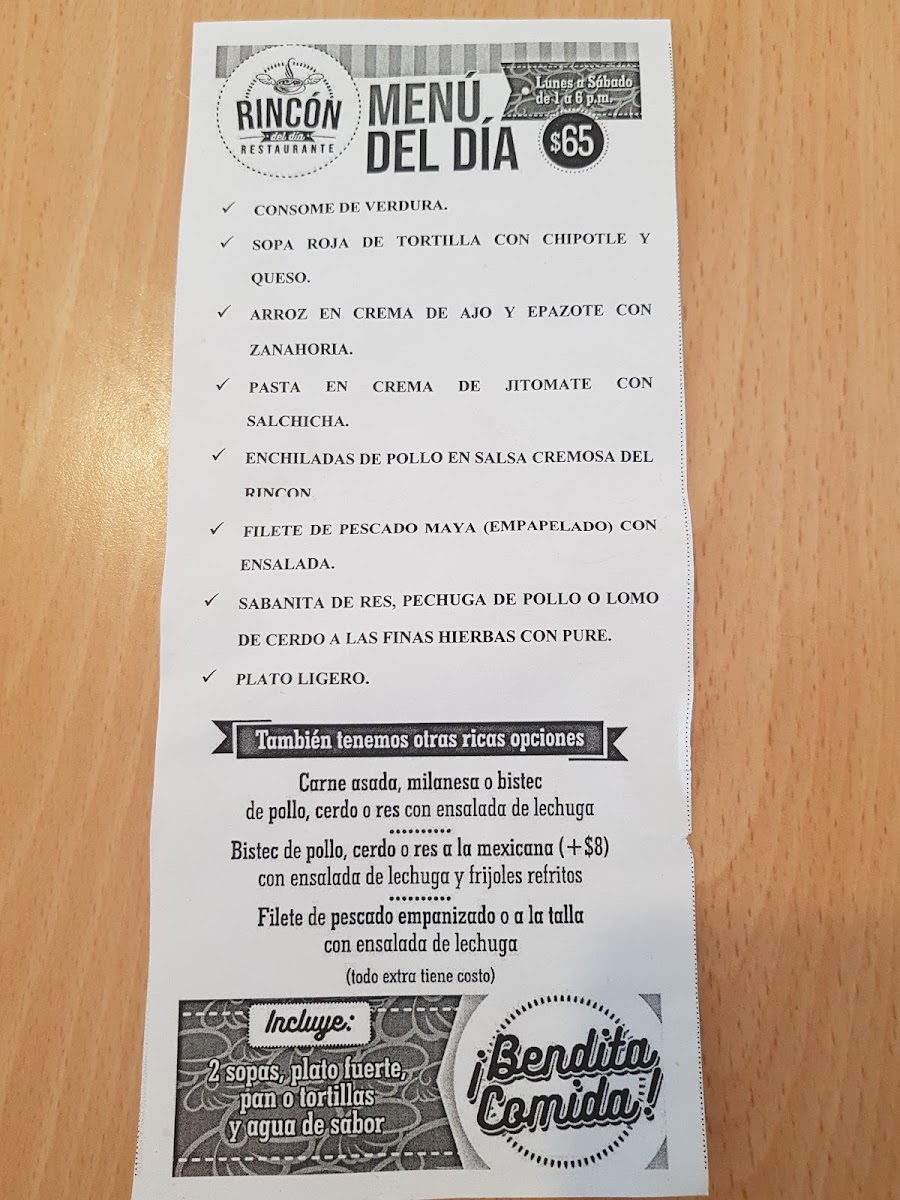 RINCÓN
del día
RESTAURANTE
MENÚ
DEL DÍA
Lunes a Sábado
de 1 a 6 p.m.
$65
✓ CONSOME DE VERDURA.
✓ SOPA ROJA DE TORTILLA CON CHIPOTLE Y
QUESO.
✓ ARROZ EN CREMA DE AJO Y EPAZOTE CON
ZANAHORIA.
✓ PASTA EN CREMA DE JITOMATE CON
SALCHICHA.
✓ ENCHILADAS DE POLLO EN SALSA CREMOSA DEL
RINCON
✓ FILETE DE PESCADO MAYA (EMPAPELADO) CON
ENSALADA.
✓ SABANITA DE RES, PECHUGA DE POLLO O LOMO
DE CERDO A LAS FINAS HIERBAS CON PURE.
✓ PLATO LIGERO.
También tenemos otras ricas opciones
Carne asada, milanesa o bistec
de pollo, cerdo o res con ensalada de lechuga
Bistec de pollo, cerdo o res a la mexicana (+$8)
con ensalada de lechuga y frijoles refritos
Filete de pescado empanizado o a la talla
con ensalada de lechuga
(todo extra tiene costo)
Incluye:
2 sopas, plato fuerte,
pan o tortillas
y agua de sabor
¡Bendita
Comida!